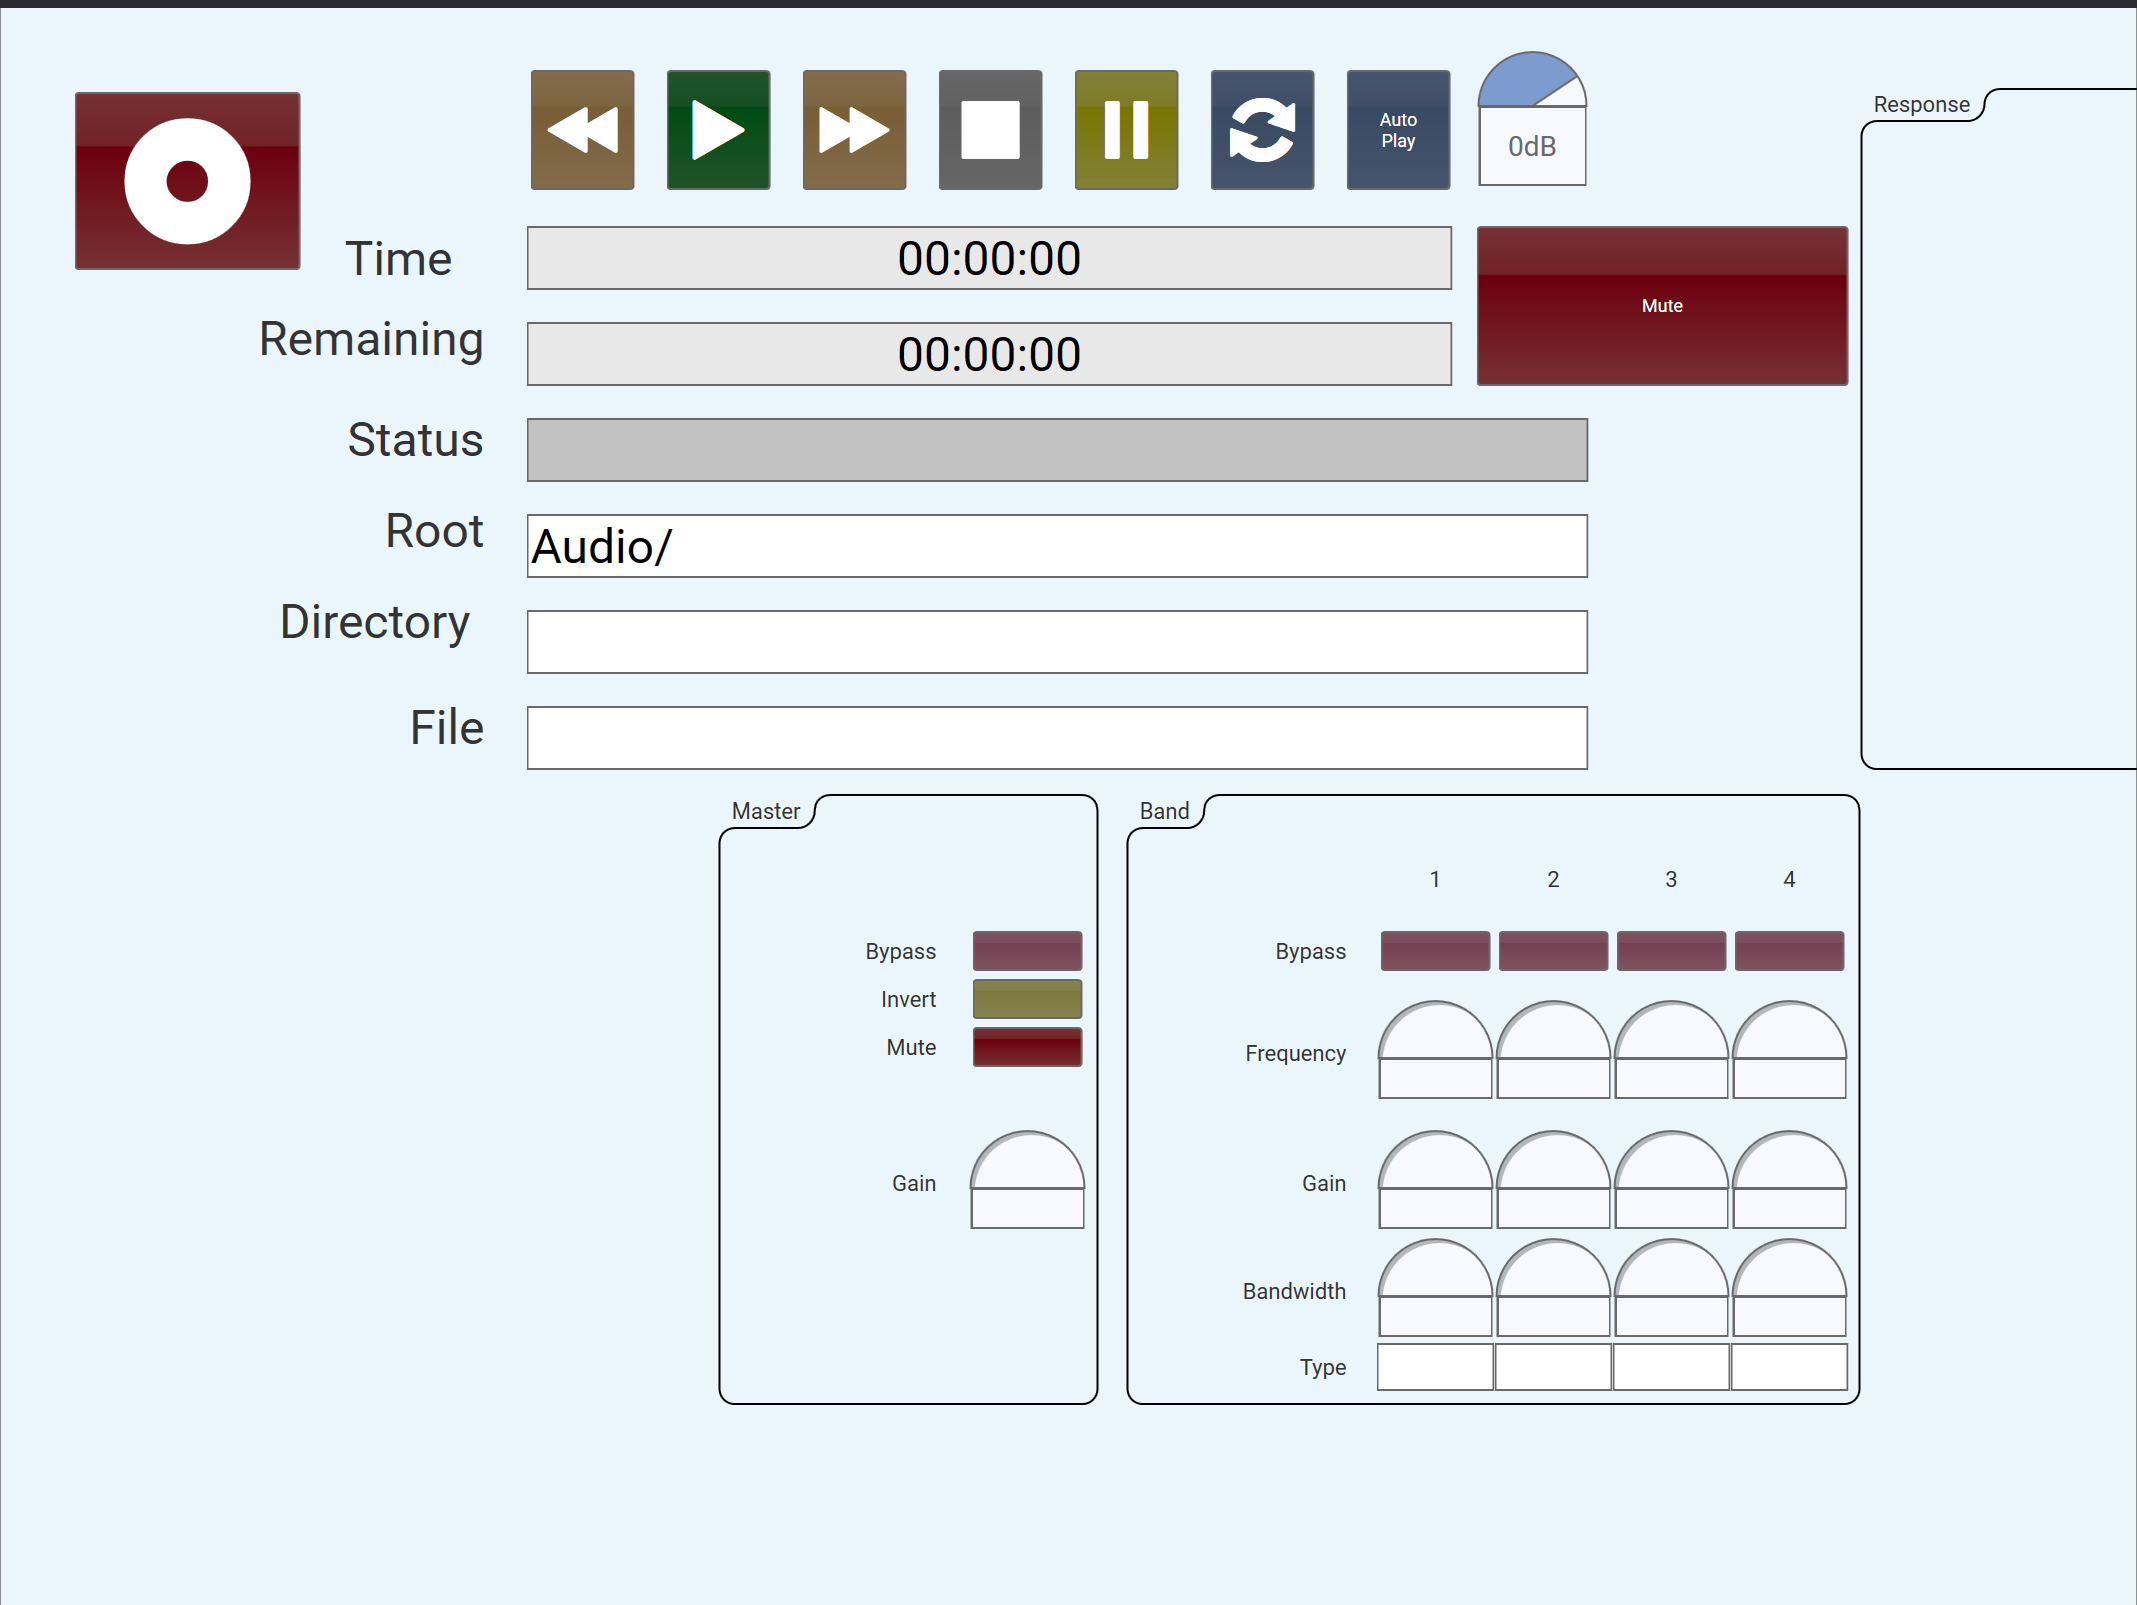 Auto
Play
0dB
Response
Time 00:00:00
Mute
Remaining 00:00:00
Status
Root Audio/
Directory
File
Master
Bypass
Invert
Mute
Gain
Band
1 2 3 4
Bypass
Frequency
Gain
Bandwidth
Type